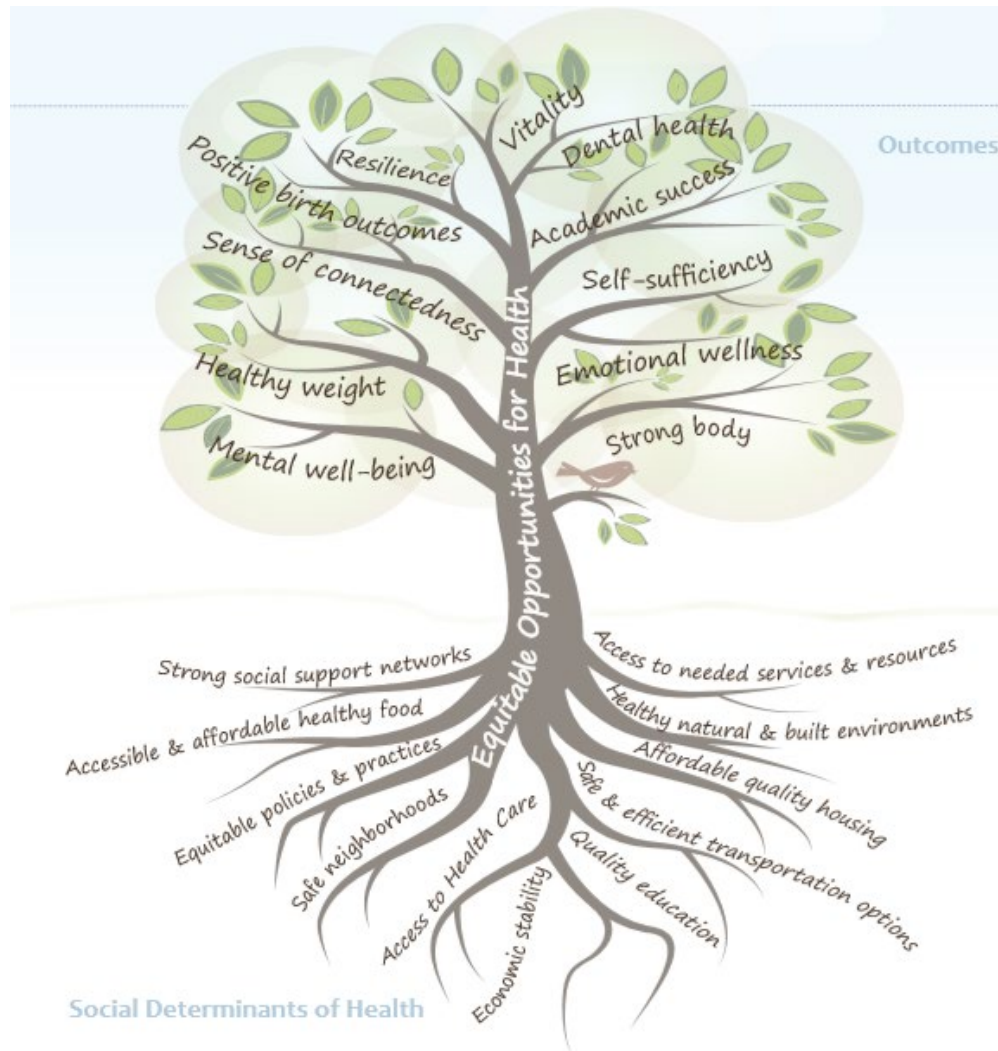 Outcomes
Vitality
Dental health
Resilience
Positive birth outcomes
Academic success
Sense of connectedness
Self-sufficiency
Healthy weight
Emotional wellness
Mental well-being
Strong body
Equitable Opportunities for Health
Strong social support networks
Access to needed services & resources
Accessible & affordable healthy food
Healthy natural & built environments
Equitable policies & practices
Affordable quality housing
Safe neighborhoods
Safe & efficient transportation options
Access to Health Care
Quality education
Economic stability
Social Determinants of Health